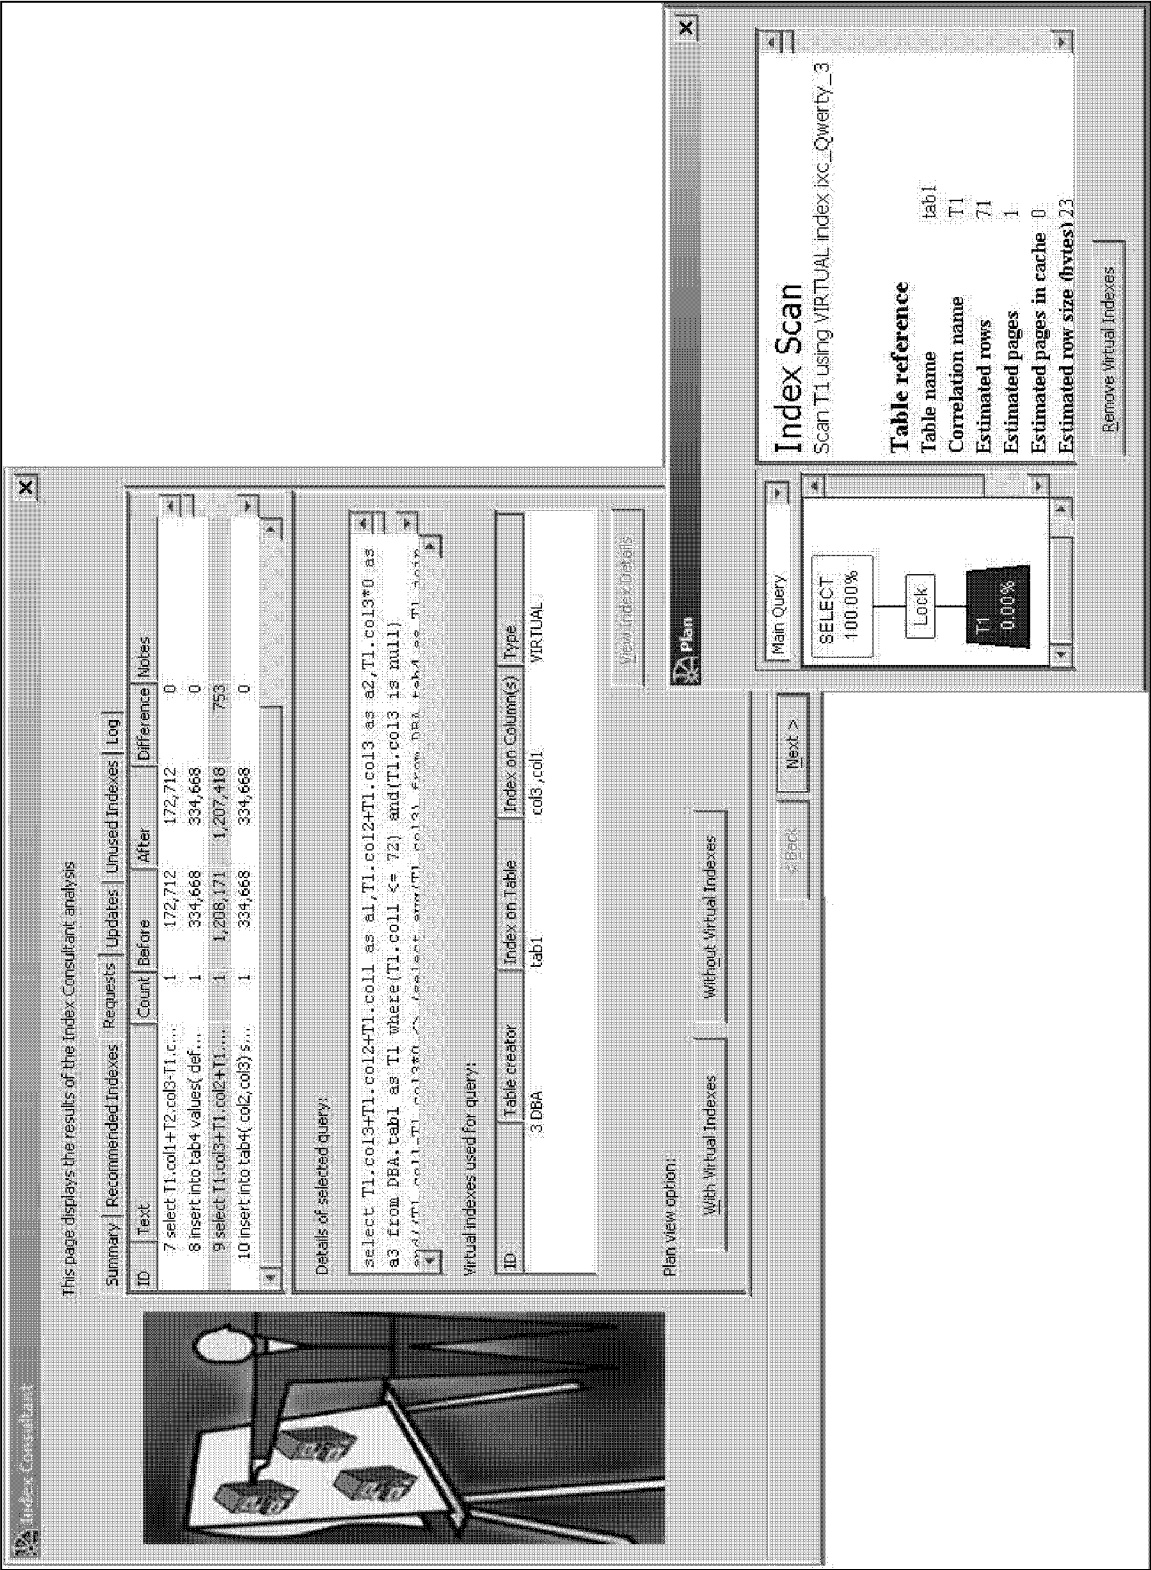 Index Consultant
This page displays the results of the Index Consultant analysis
Summary Recommended Indexes Requests Updates Unused Indexes Log
ID Text Count Before After Difference Notes
7 select T1.col1+T2.col3-T1.c... 1 172,712 172,712 0
8 insert into tab4 values( def... 1 334,668 334,668 0
9 select T1.col3+T1.col2+T1.... 1 1,208,171 1,207,418 753
10 insert into tab4( col2,col3) s... 1 334,668 334,668 0
Details of selected query:
select T1.col3+T1.col2+T1.col1 as a1,T1.col2+T1.col3 as a2,T1.col3*0 as
a3 from DBA.tab1 as T1 where(T1.col1 <= 72) and(T1.col3 is null)
Virtual indexes used for query:
ID Table creator Index on Table Index on Column(s) Type
3 DBA tab1 col3 ,col1 VIRTUAL
View Index Details
Plan view option:
With Virtual Indexes Without Virtual Indexes
< Back Next >
Plan
Main Query
SELECT
100.00%
Lock
T1
0.00%
Index Scan
Scan T1 using VIRTUAL index ixc_Qwerty_3
Table reference
Table name tab1
Correlation name T1
Estimated rows 71
Estimated pages 1
Estimated pages in cache 0
Estimated row size (bytes) 23
Remove Virtual Indexes